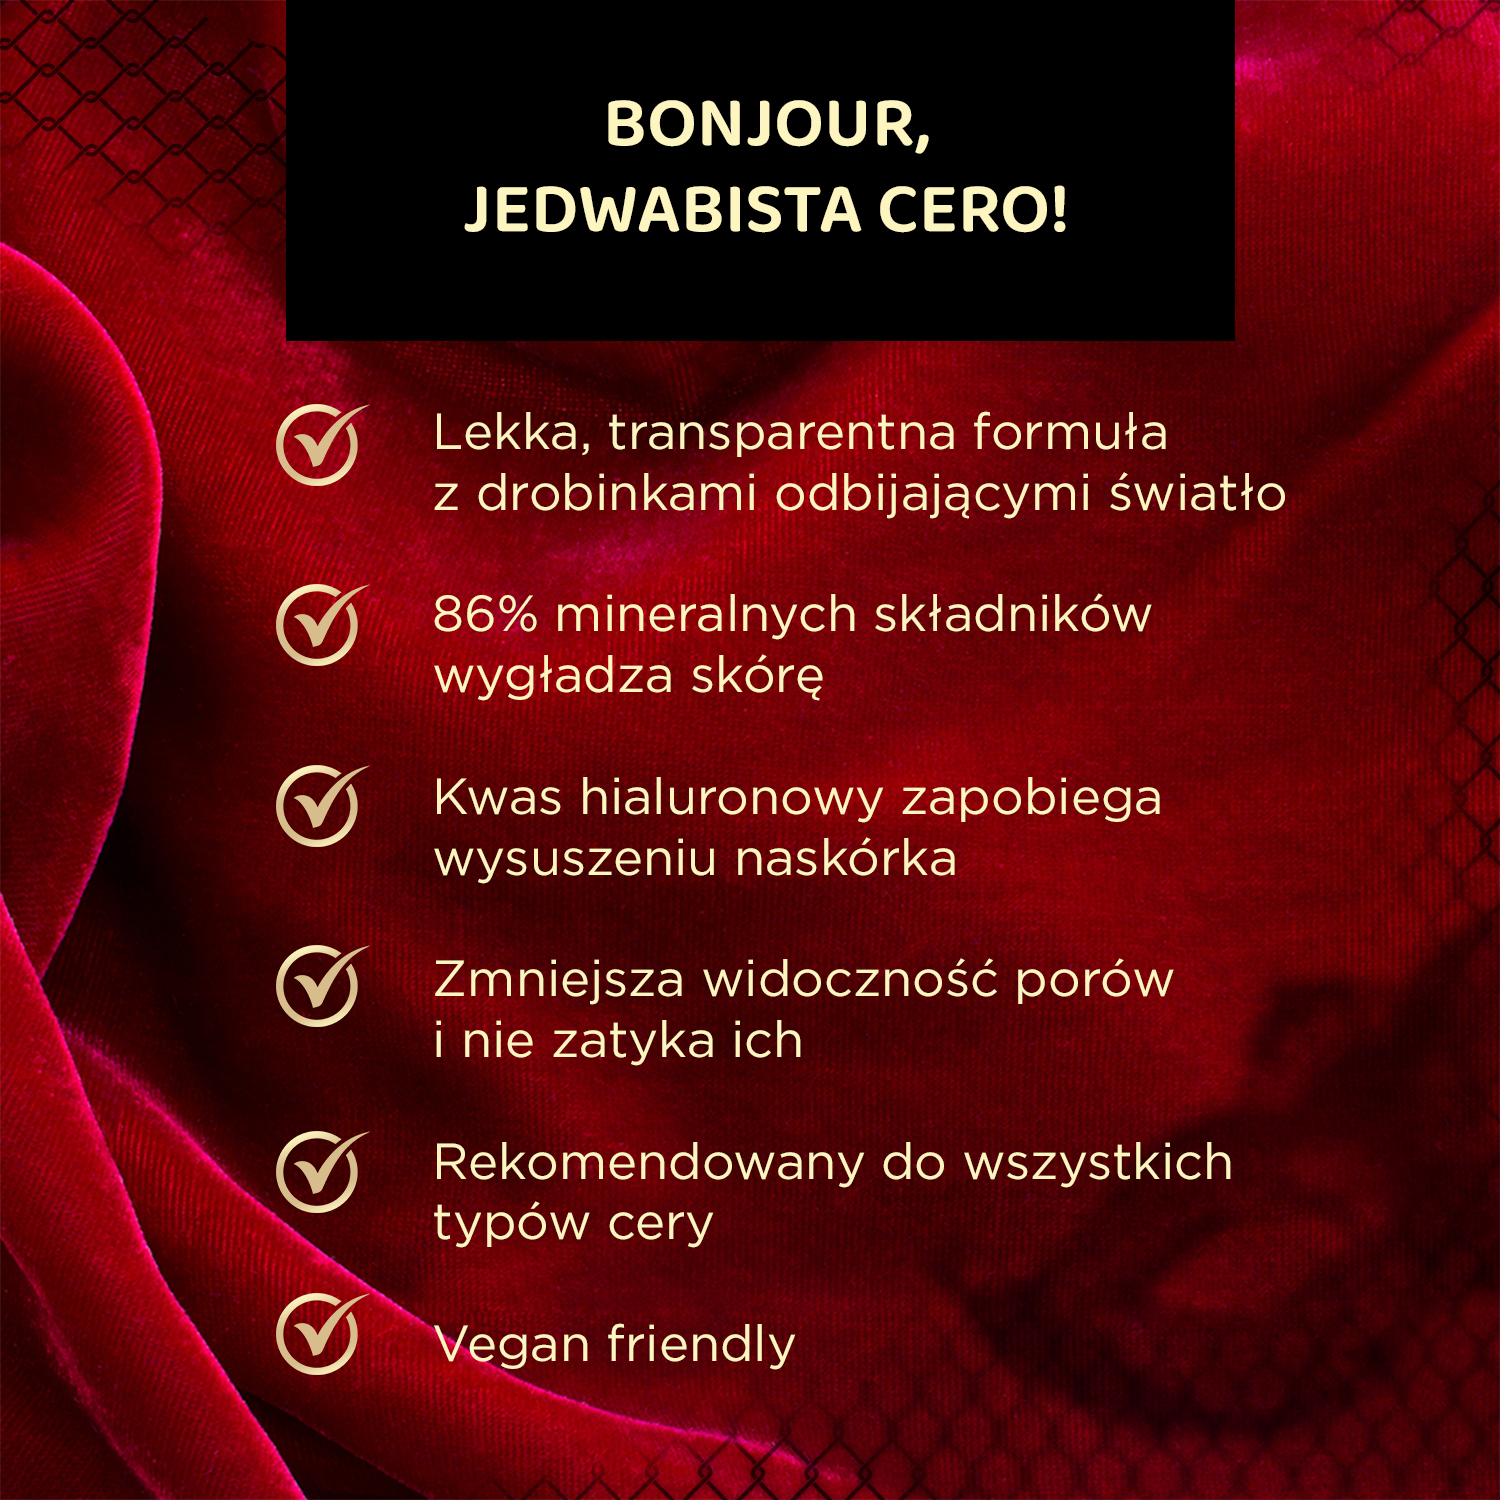 BONJOUR,
JEDWABISTA CERO!
Lekka, transparentna formuła
z drobinkami odbijającymi światło
86% mineralnych składników
wygładza skórę
Kwas hialuronowy zapobiega
wysuszeniu naskórka
Zmniejsza widoczność porów
i nie zatyka ich
Rekomendowany do wszystkich
typów cery
Vegan friendly